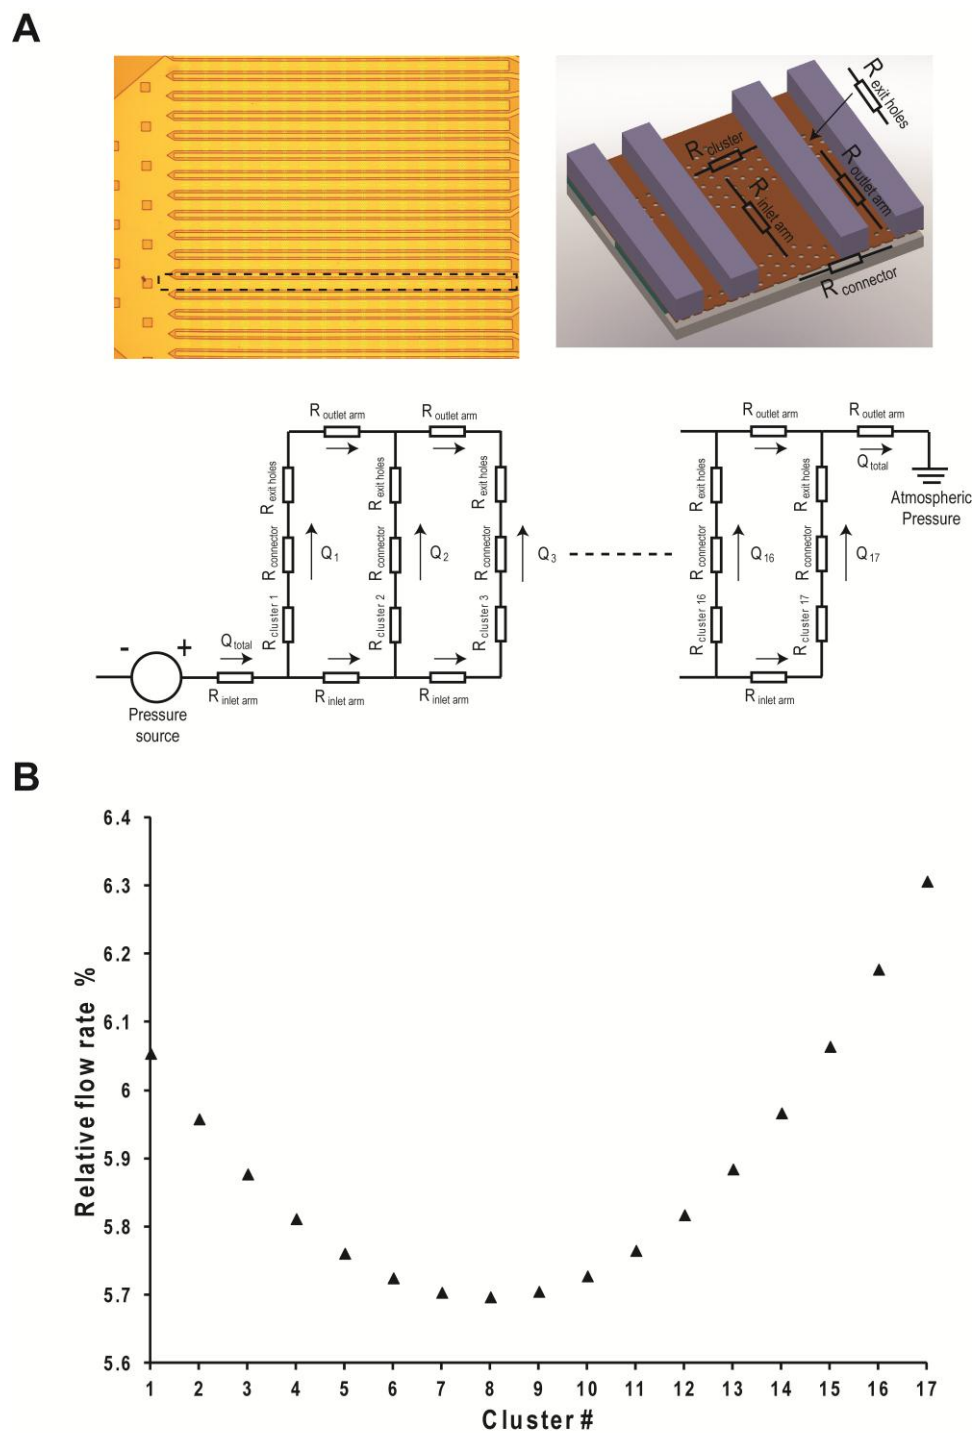 A
R exit holes
R cluster
R inlet arm
R outlet arm
R connector
R outlet arm
R outlet arm
R outlet arm
R outlet arm
R exit holes
R exit holes
R exit holes
R exit holes
R exit holes
Q total
Atmospheric
Pressure
R connector
Q1
R connector
Q2
R connector
Q3
R connector
Q16
R connector
Q17
R cluster 1
R cluster 2
R cluster 3
R cluster 16
R cluster 17
- +
Q total
R inlet arm
R inlet arm
R inlet arm
R inlet arm
Pressure
source
B
Relative flow rate %
6.4
6.3
6.2
6.1
6
5.9
5.8
5.7
5.6
1 2 3 4 5 6 7 8 9 10 11 12 13 14 15 16 17
Cluster #